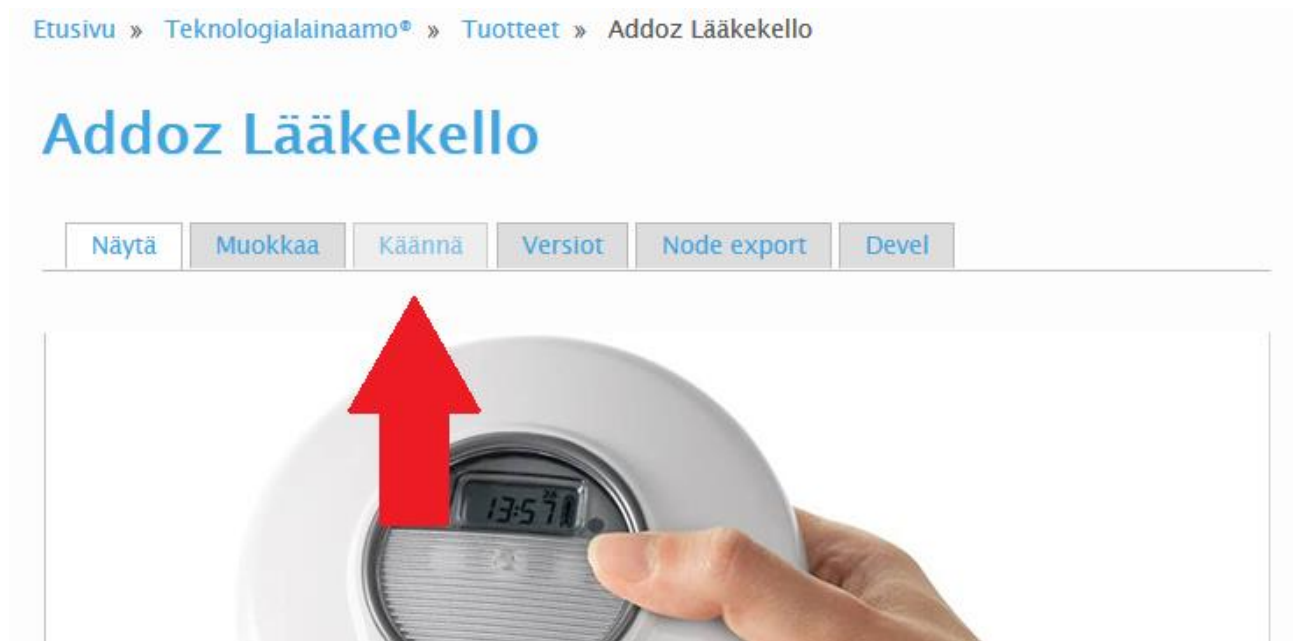 Etusivu » Teknologialainaamo® » Tuotteet » Addoz Lääkekello
Addoz Lääkekello
Näytä Muokkaa Käännä Versiot Node export Devel
13:57